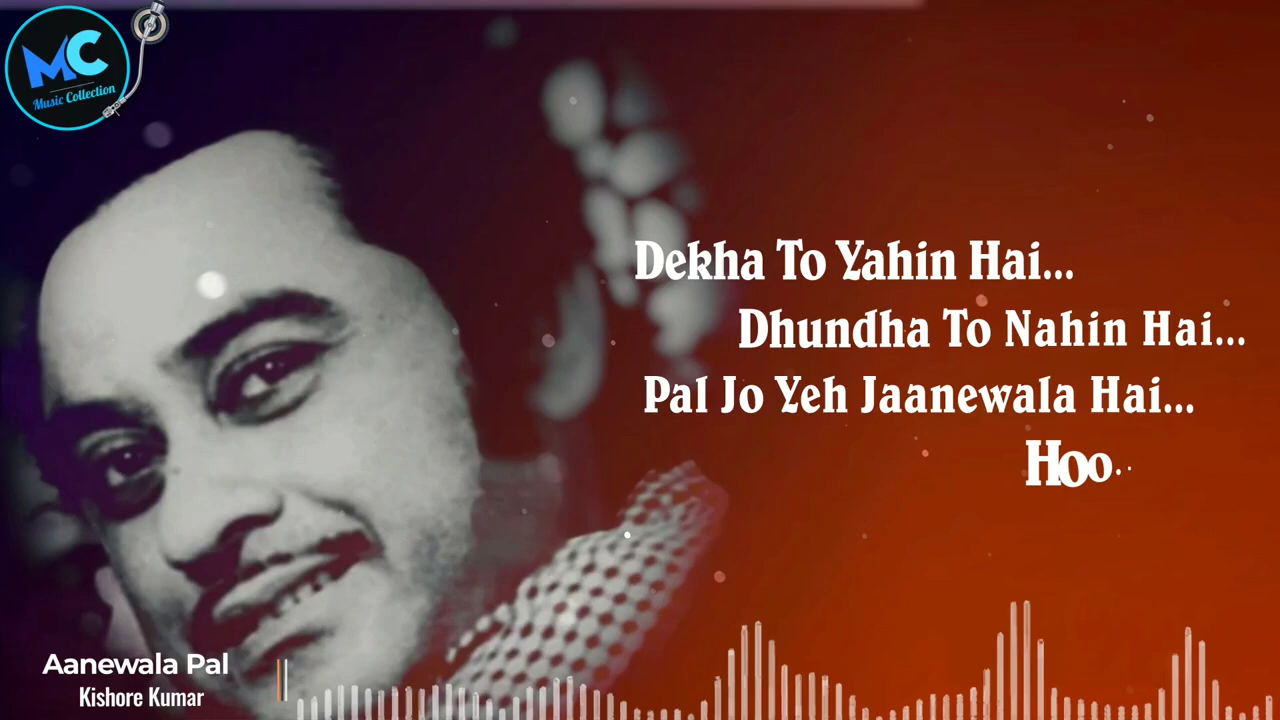 MC
Music Collection
Dekha To Yahin Hai...
Dhundha To Nahin Hai...
Pal Jo Yeh Jaanewala Hai...
Hoo..
Aanewala Pal
Kishore Kumar